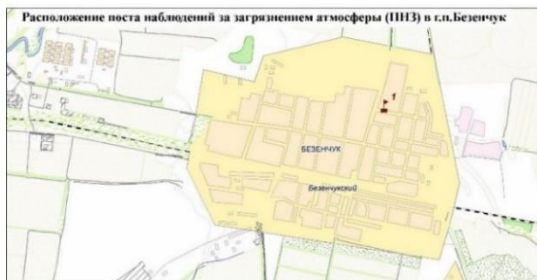 Расположение поста наблюдений за загрязнением атмосферы (ПНЗ) в г.п.Безенчук
1
БЕЗЕНЧУК
Безенчукский